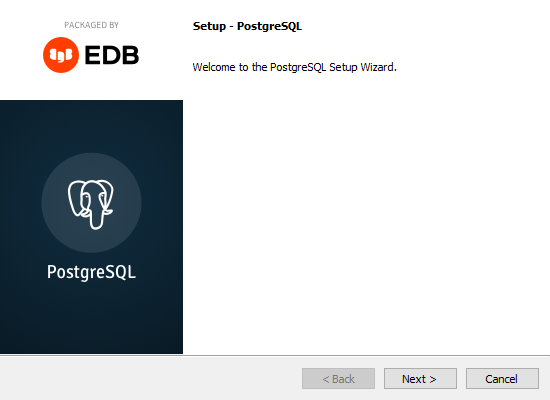 PACKAGED BY
EDB
Setup - PostgreSQL
Welcome to the PostgreSQL Setup Wizard.
PostgreSQL
< Back
Next >
Cancel